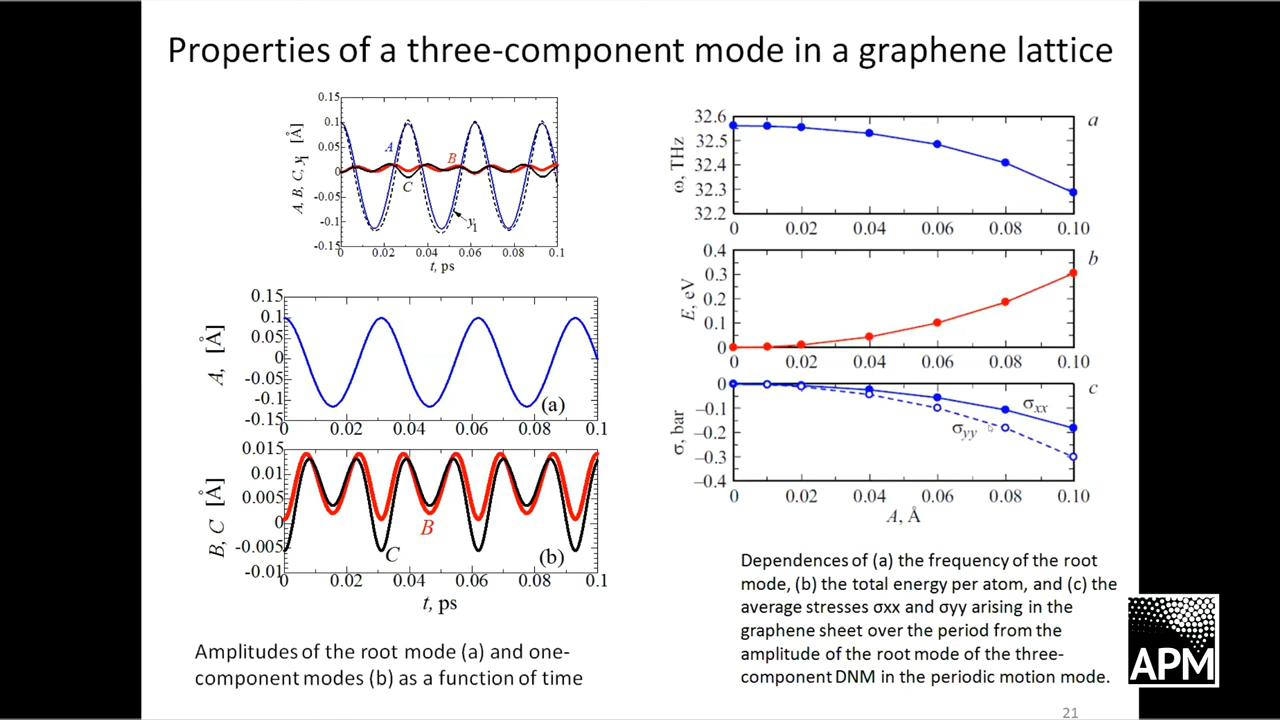 Properties of a three-component mode in a graphene lattice
0.15
0.1
0.05
0
-0.05
-0.1
-0.15
A, B, C, y1 [Å]
A
B
C
y1
0.02 0.04 0.06 0.08 0.1
t, ps
0.15
0.1
0.05
0
-0.05
-0.1
-0.15
A, [Å]
(a)
0 0.02 0.04 0.06 0.08 0.1
0.015
0.01
0.005
0
-0.005
-0.01
B, C [Å]
B
C
(b)
0 0.02 0.04 0.06 0.08 0.1
t, ps
Amplitudes of the root mode (a) and one-
component modes (b) as a function of time
32.6
32.5
32.4
32.3
32.2
ω, THz
a
0 0.02 0.04 0.06 0.08 0.10
0.4
0.3
0.2
0.1
0
E, eV
b
0 0.02 0.04 0.06 0.08 0.10
0
−0.1
−0.2
−0.3
−0.4
σ, bar
σxx
σyy
c
0 0.02 0.04 0.06 0.08 0.10
A, Å
Dependences of (a) the frequency of the root
mode, (b) the total energy per atom, and (c) the
average stresses σxx and σyy arising in the
graphene sheet over the period from the
amplitude of the root mode of the three-
component DNM in the periodic motion mode.
APM
21